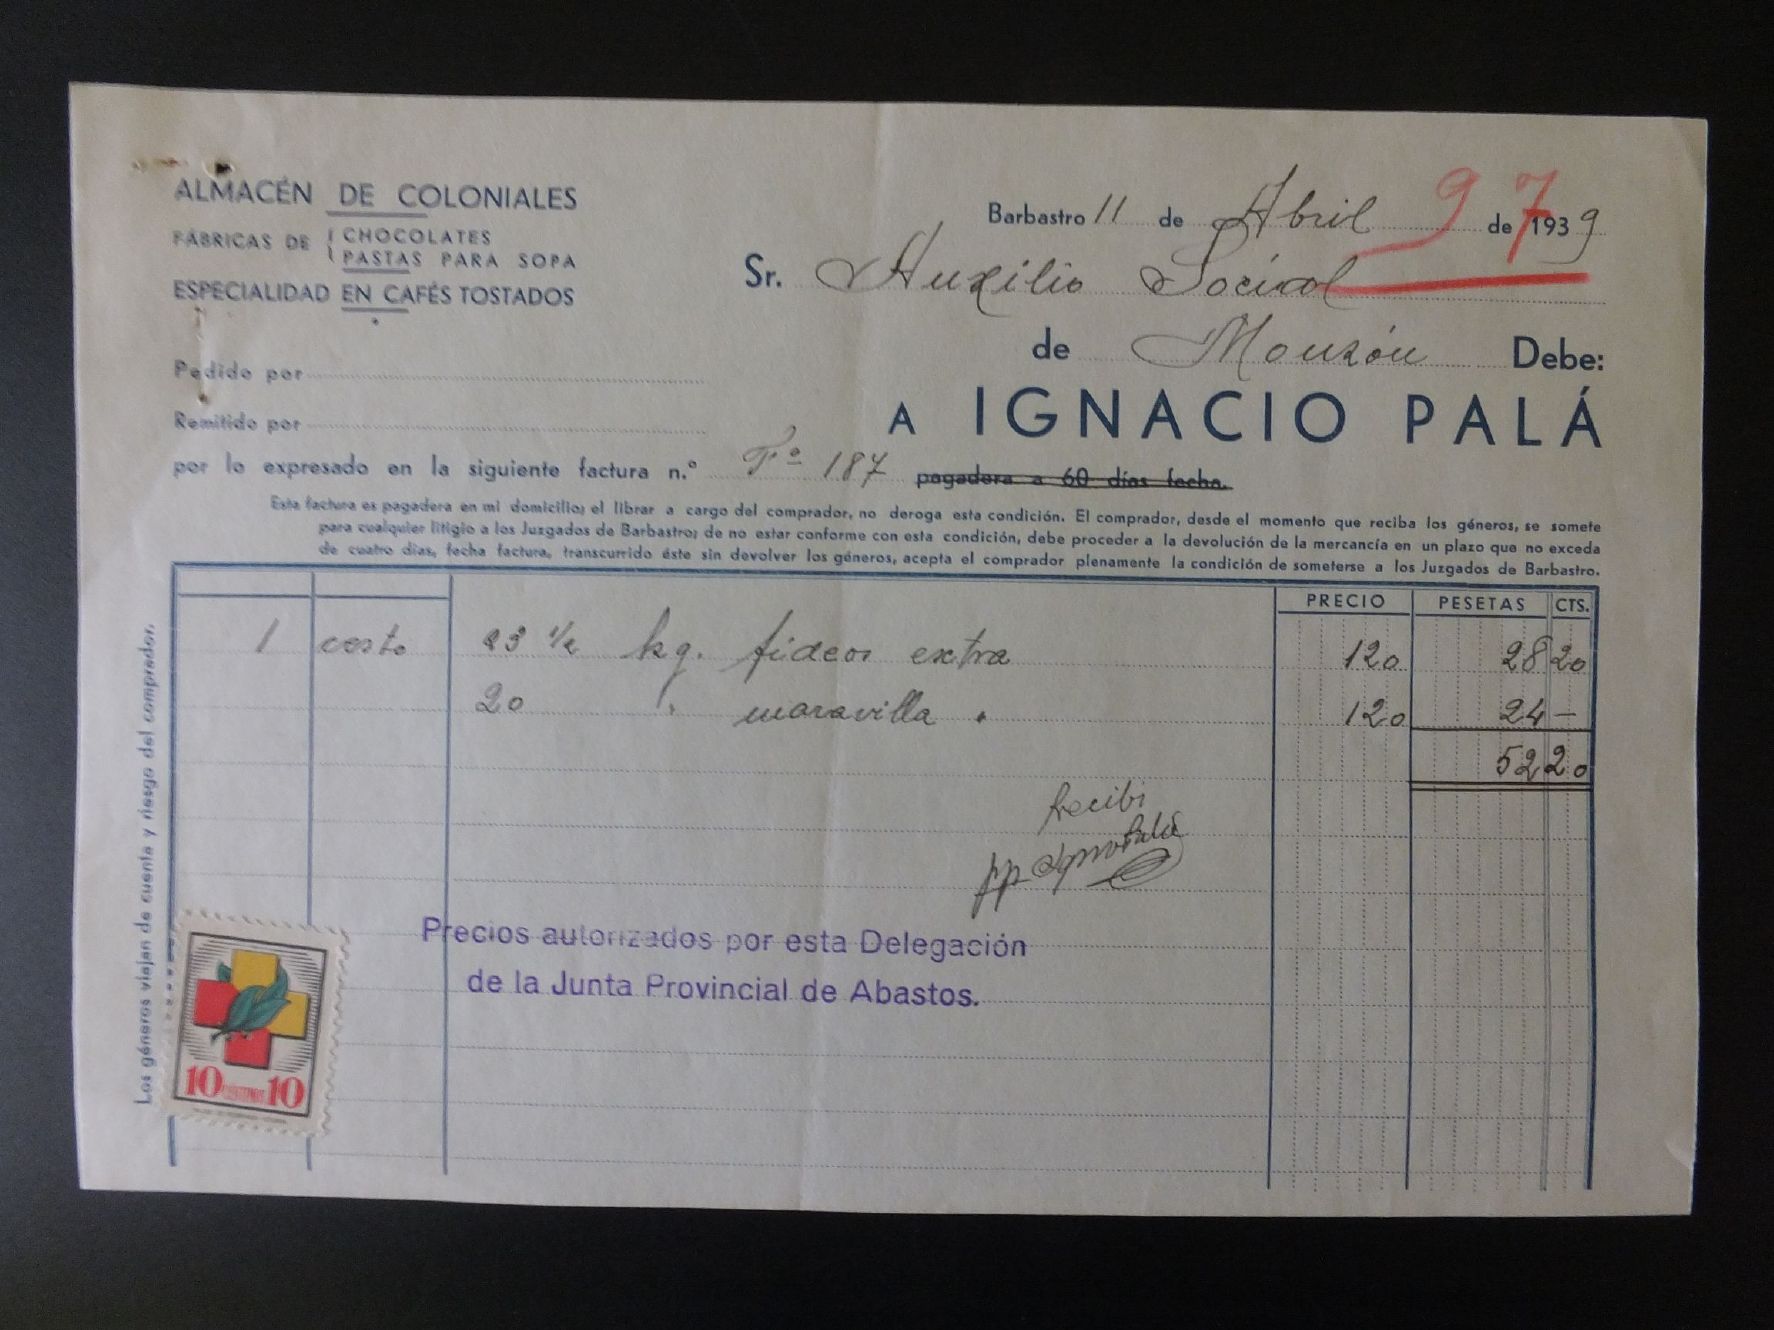 ALMACÉN DE COLONIALES
FÁBRICAS DE CHOCOLATES
PASTAS PARA SOPA
ESPECIALIDAD EN CAFÉS TOSTADOS
Barbastro 11 de Abril de 1939
97
Sr. Auxilio Social
de Monzón Debe:
Pedido por
A IGNACIO PALÁ
Remitido por
por lo expresado en la siguiente factura n.º Fº 187 pagadera a 60 días fecha.
Esta factura es pagadera en mi domicilio; el librar a cargo del comprador, no deroga esta condición. El comprador, desde el momento que reciba los géneros, se somete
para cualquier litigio a los Juzgados de Barbastro; de no estar conforme con esta condición, debe proceder a la devolución de la mercancía en un plazo que no exceda
de cuatro días, fecha factura, transcurrido éste sin devolver los géneros, acepta el comprador plenamente la condición de someterse a los Juzgados de Barbastro.
PRECIO PESETAS CTS.
1 cesto 23 ½ kg. fideos extra 120 28 20
20 " maravilla " 120 24 —
52 20
Recibi
pp Ignacio Palá
Precios autorizados por esta Delegación
de la Junta Provincial de Abastos.
10 CÉNTIMOS 10
Los géneros viajan de cuenta y riesgo del comprador.